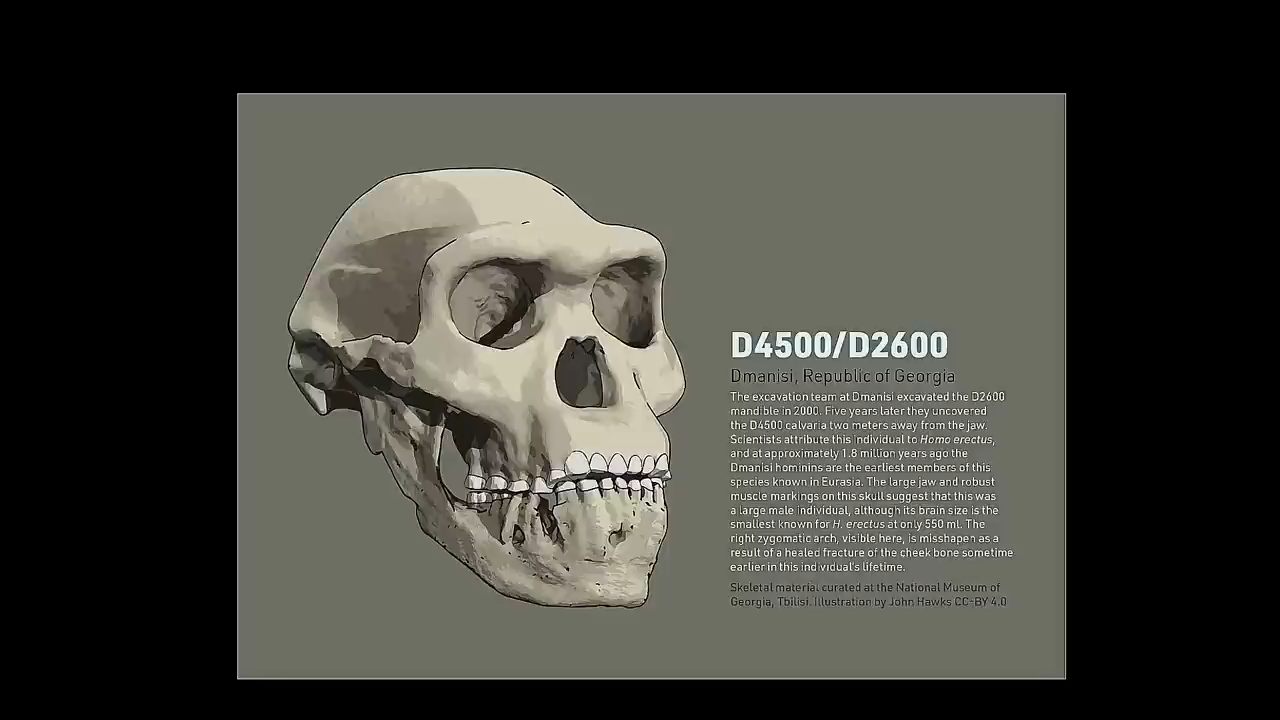 D4500/D2600
Dmanisi, Republic of Georgia
The excavation team at Dmanisi excavated the D2600
mandible in 2000. Five years later they uncovered
the D4500 calvaria two meters away from the jaw.
Scientists attribute this individual to Homo erectus,
and at approximately 1.8 million years ago the
Dmanisi hominins are the earliest members of this
species known in Eurasia. The large jaw and robust
muscle markings on this skull suggest that this was
a large male individual, although its brain size is the
smallest known for H. erectus at only 550 ml. The
right zygomatic arch, visible here, is misshapen as a
result of a healed fracture of the cheek bone sometime
earlier in this individual's lifetime.
Skeletal material curated at the National Museum of
Georgia, Tbilisi. Illustration by John Hawks CC-BY 4.0